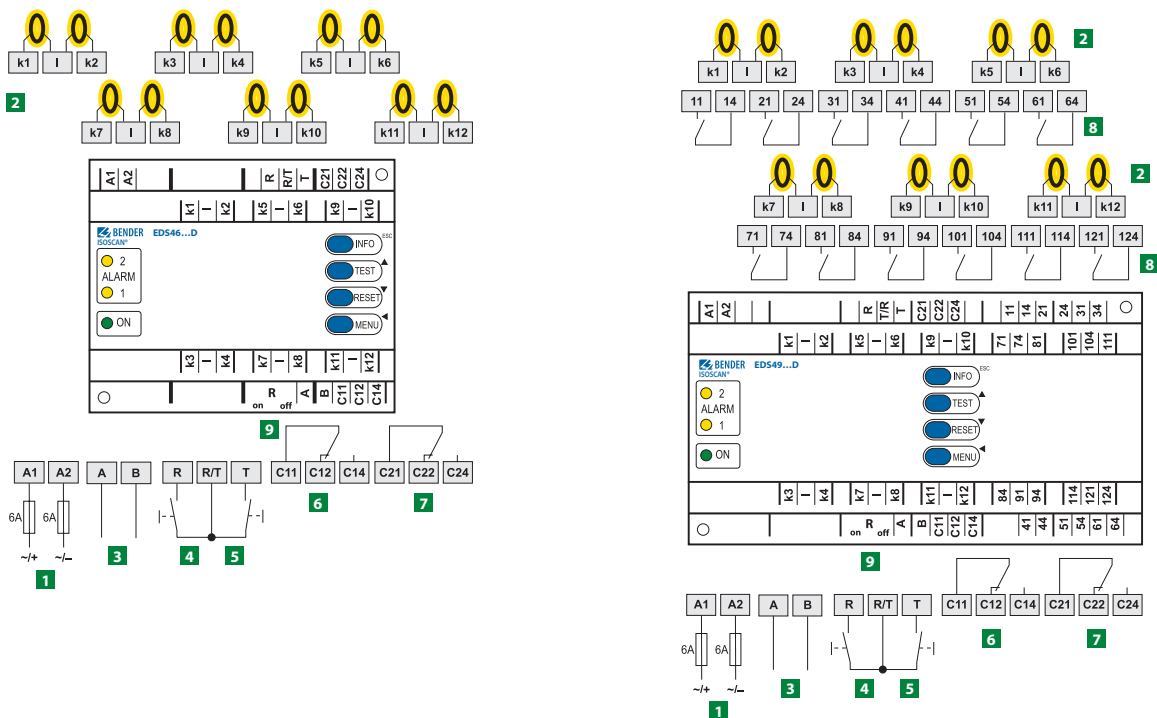 k1 I k2 k3 I k4 k5 I k6
2
k7 I k8 k9 I k10 k11 I k12
A1 A2 R R/T T C21 C22 C24
k1 I k2 k5 I k6 k9 I k10
BENDER EDS46...D
ISOSCAN®
2
ALARM
1
ON
INFO ESC
TEST
RESET
MENU
k3 I k4 k7 I k8 k11 I k12
on R off A B C11 C12 C14
9
A1 A2 A B R R/T T C11 C12 C14 C21 C22 C24
6A 6A
~/+ ~/–
1 3 4 5 6 7
k1 I k2 k3 I k4 k5 I k6
2
11 14 21 24 31 34 41 44 51 54 61 64
8
k7 I k8 k9 I k10 k11 I k12
2
71 74 81 84 91 94 101 104 111 114 121 124
8
A1 A2 R T/R T C21 C22 C24 11 14 21 24 31 34
k1 I k2 k5 I k6 k9 I k10 71 74 81 101 104 111
BENDER EDS49...D
ISOSCAN®
2
ALARM
1
ON
INFO ESC
TEST
RESET
MENU
k3 I k4 k7 I k8 k11 I k12 84 91 94 114 121 124
on R off A B C11 C12 C14 41 44 51 54 61 64
9
A1 A2 A B R R/T T C11 C12 C14 C21 C22 C24
6A 6A
~/+ ~/–
1 3 4 5 6 7